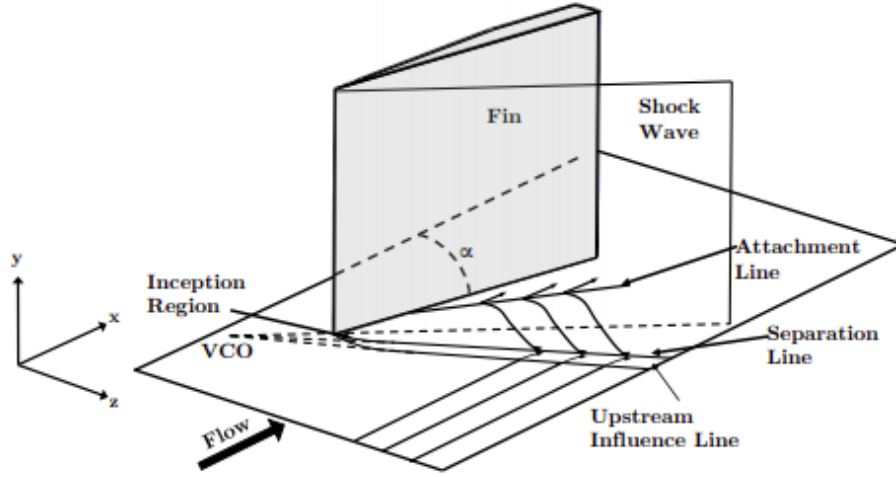 Fin
Shock
Wave
α
y
x
z
Inception
Region
VCO
Attachment
Line
Separation
Line
Upstream
Influence Line
Flow